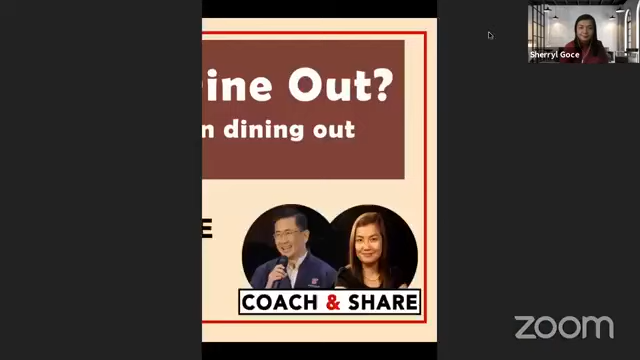 ine Out?
n dining out
E
COACH & SHARE
Sherryl Goce
zoom